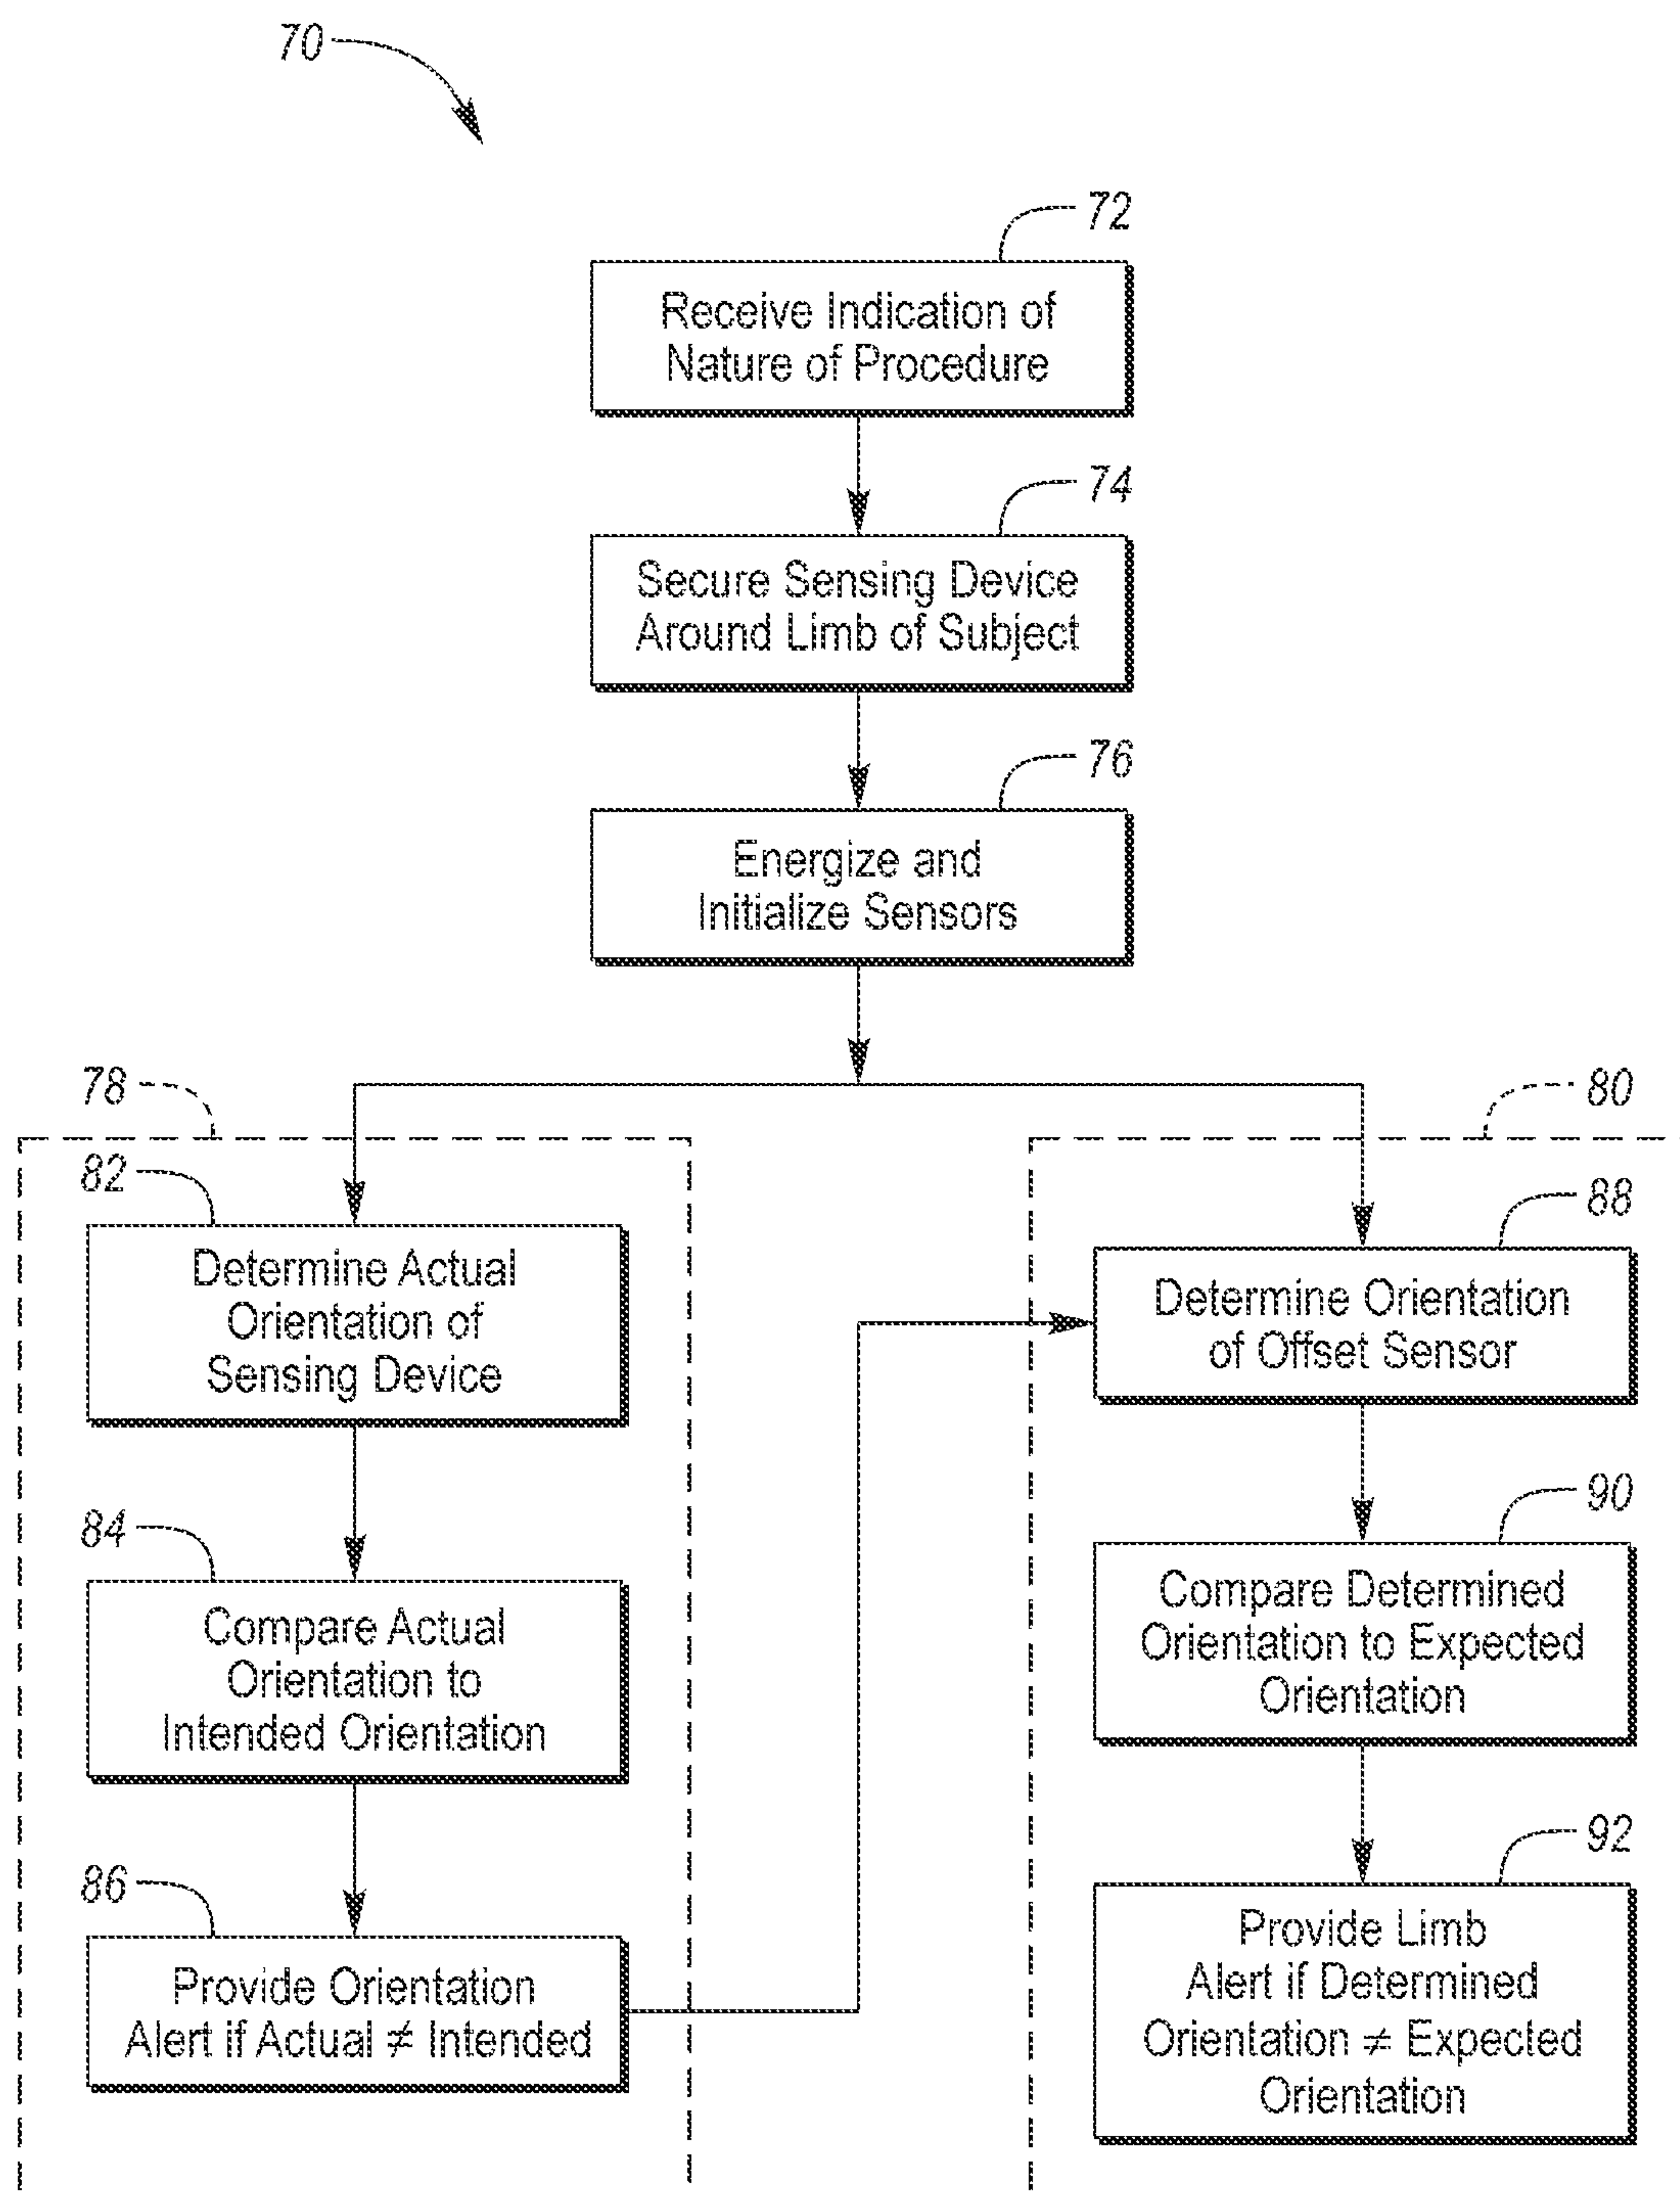 70
72
Receive Indication of
Nature of Procedure
74
Secure Sensing Device
Around Limb of Subject
76
Energize and
Initialize Sensors
78
80
82
Determine Actual
Orientation of
Sensing Device
84
Compare Actual
Orientation to
Intended Orientation
86
Provide Orientation
Alert if Actual ≠ Intended
88
Determine Orientation
of Offset Sensor
90
Compare Determined
Orientation to Expected
Orientation
92
Provide Limb
Alert if Determined
Orientation ≠ Expected
Orientation